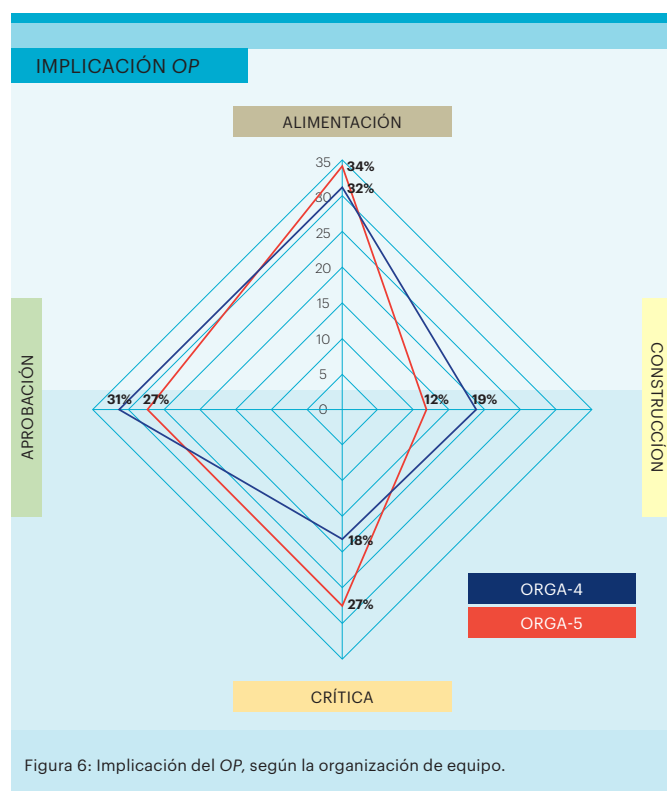 IMPLICACIÓN OP
ALIMENTACIÓN
35
34%
32%
30
25
20
15
10
5
0
31%
27%
12%
19%
APROBACIÓN
CONSTRUCCÍON
18%
27%
ORGA-4
ORGA-5
CRÍTICA
Figura 6: Implicación del OP, según la organización de equipo.